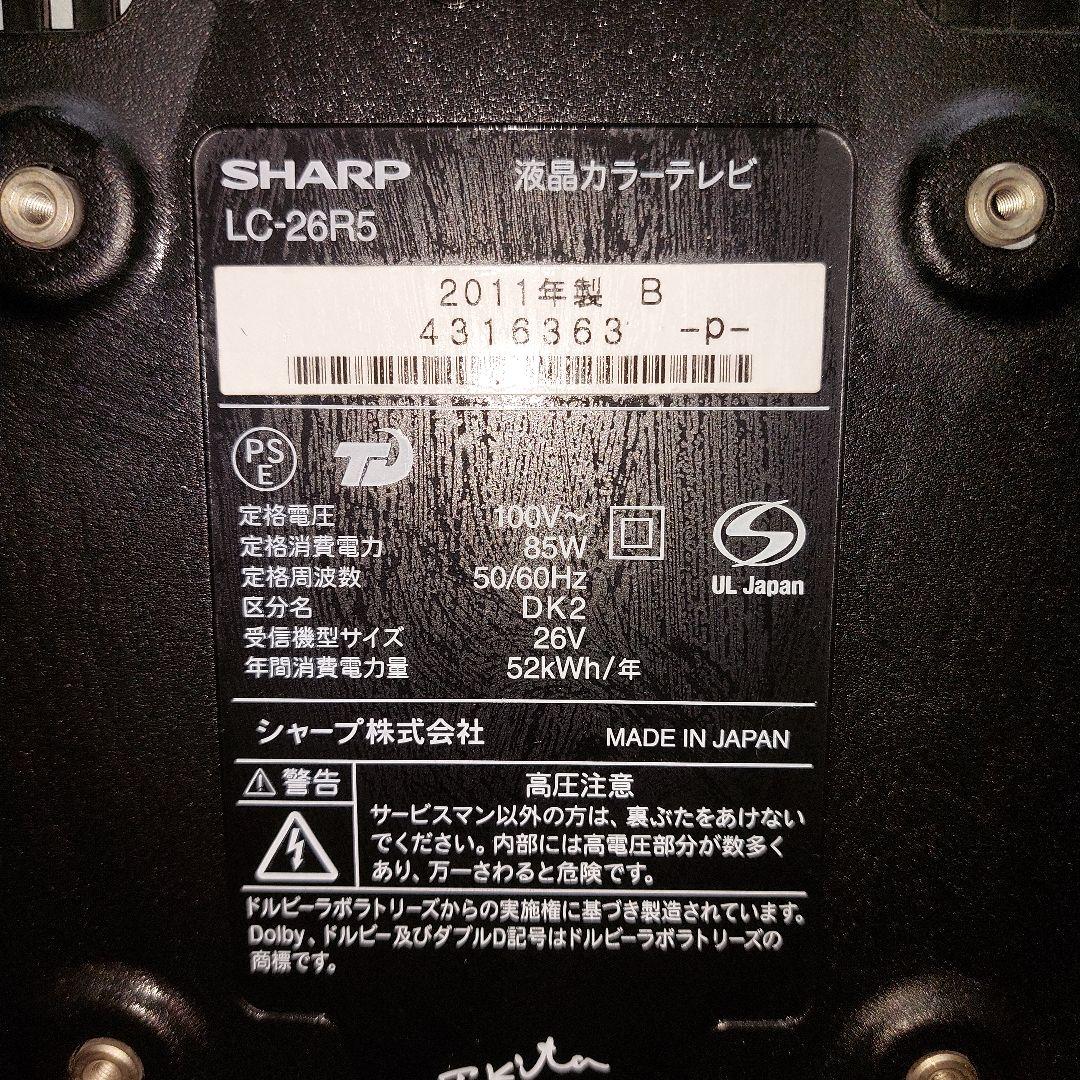 SHARP 液晶カラーテレビ
LC-26R5
2011年製 B
4316363 -p-
PS
E
定格電圧 100V～
定格消費電力 85W
定格周波数 50/60Hz
区分名 DK2
受信機型サイズ 26V
年間消費電力量 52kWh/年
UL Japan
シャープ株式会社 MADE IN JAPAN
警告
高圧注意
サービスマン以外の方は、裏ぶたをあけない
でください。内部には高電圧部分が数多く
あり、万一さわると危険です。
ドルビーラボラトリーズからの実施権に基づき製造されています。
Dolby、ドルビー及びダブルD記号はドルビーラボラトリーズの
商標です。